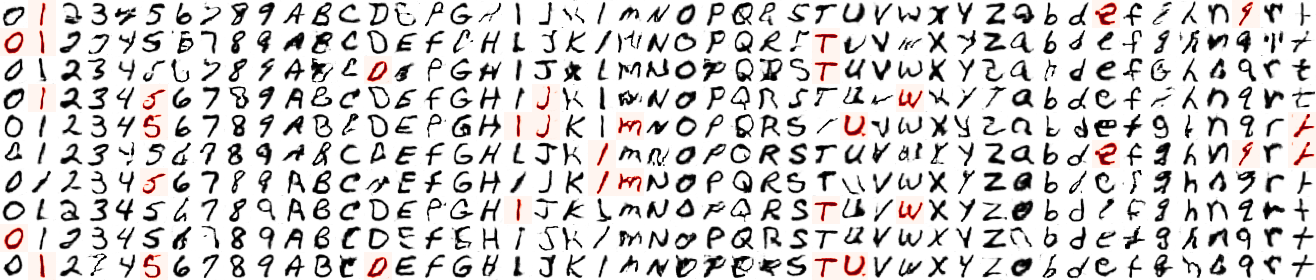 0 1 2 3 4 5 6 7 8 9 A B C D E F G H I J K I m N O P Q R S T U V W X Y Z a b d e f g h n q r t
0 1 2 3 4 5 6 7 8 9 A B C D E F G H L J K I M N O P Q R S T U V W X Y Z a b d e f g h n q r t
0 1 2 3 4 5 6 7 8 9 A B C D E F G H I J K L M N O P Q R S T U V W X Y Z a b d e f G h n q r t
0 1 2 3 4 5 6 7 8 9 A B C D E F G H I J K I m N O P Q R S T U V W X Y Z a b d e f g h n q r t
0 1 2 3 4 5 6 7 8 9 A B C D E F G H I J K I m N O P Q R S T U V W X Y Z a b d e f g h n q r t
0 1 2 3 4 5 6 7 8 9 A B C D E F G H I J K I m N O P Q R S T U V W X Y Z a b d e f g h n q r t
0 1 2 3 4 5 6 7 8 9 A B C D E F G H I J K I m N O P Q R S T U V W X Y Z a b d e f g h n q r t
0 1 2 3 4 5 6 7 8 9 A B C D E F G H I J K L m N O P Q R S T U V W X Y Z a b d e f g h n q r t
0 1 2 3 4 5 6 7 8 9 A B C D E F G H I J K I m N O P Q R S T U V W X Y Z a b d e f g h n q r t
0 1 2 3 4 5 6 7 8 9 A B C D E F G H I J K L m N O P Q R S T U V W X Y Z a b d e f g h n q r t